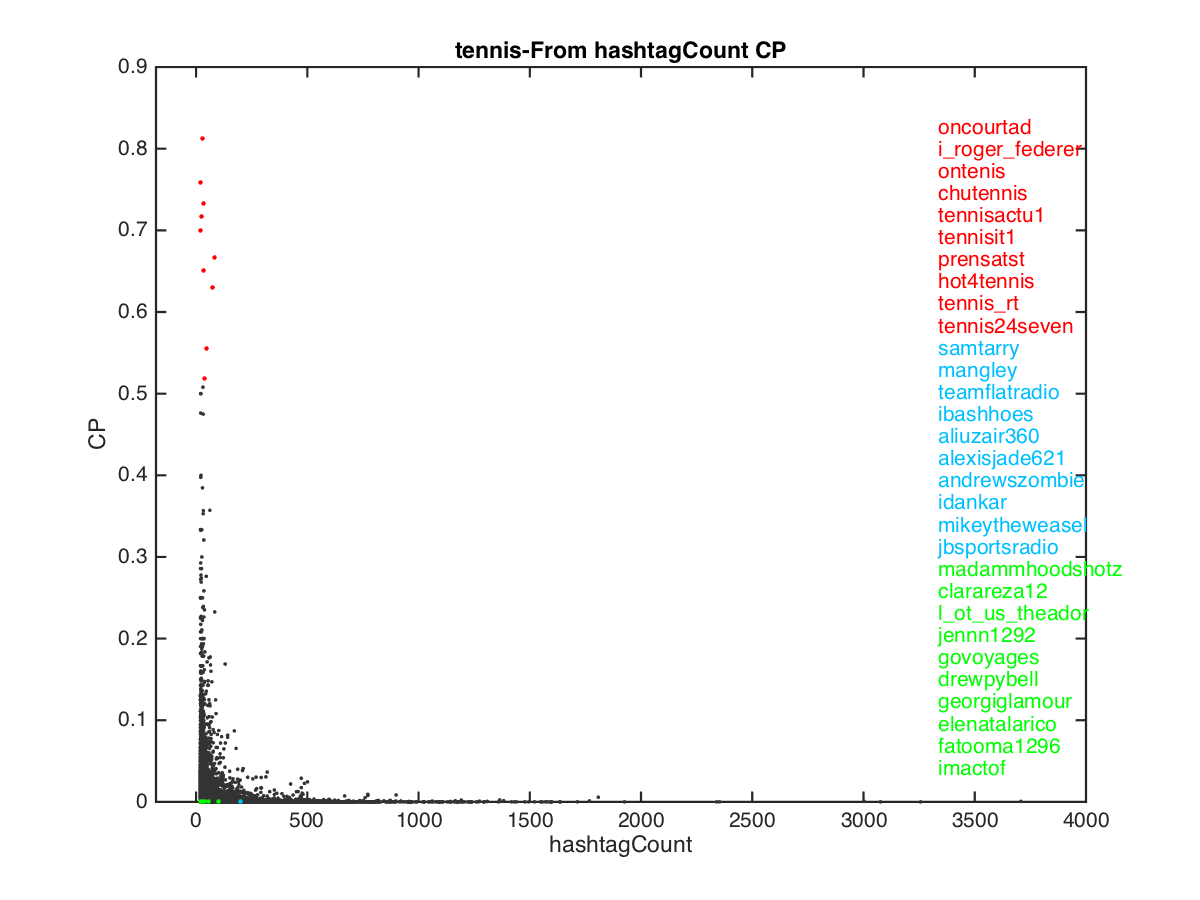 tennis-From hashtagCount CP
0.9
0.8
0.7
0.6
0.5
0.4
0.3
0.2
0.1
0
CP
oncourtad
i_roger_federer
ontenis
chutennis
tennisactu1
tennisit1
prensatst
hot4tennis
tennis_rt
tennis24seven
samtarry
mangley
teamflatradio
ibashhoes
aliuzair360
alexisjade621
andrewszombie
idankar
mikeytheweasel
jbsportsradio
madammhoodshotz
clarareza12
l_ot_us_theador
jennn1292
govoyages
drewpybell
georgiglamour
elenatalarico
fatooma1296
imactof
0 500 1000 1500 2000 2500 3000 3500 4000
hashtagCount